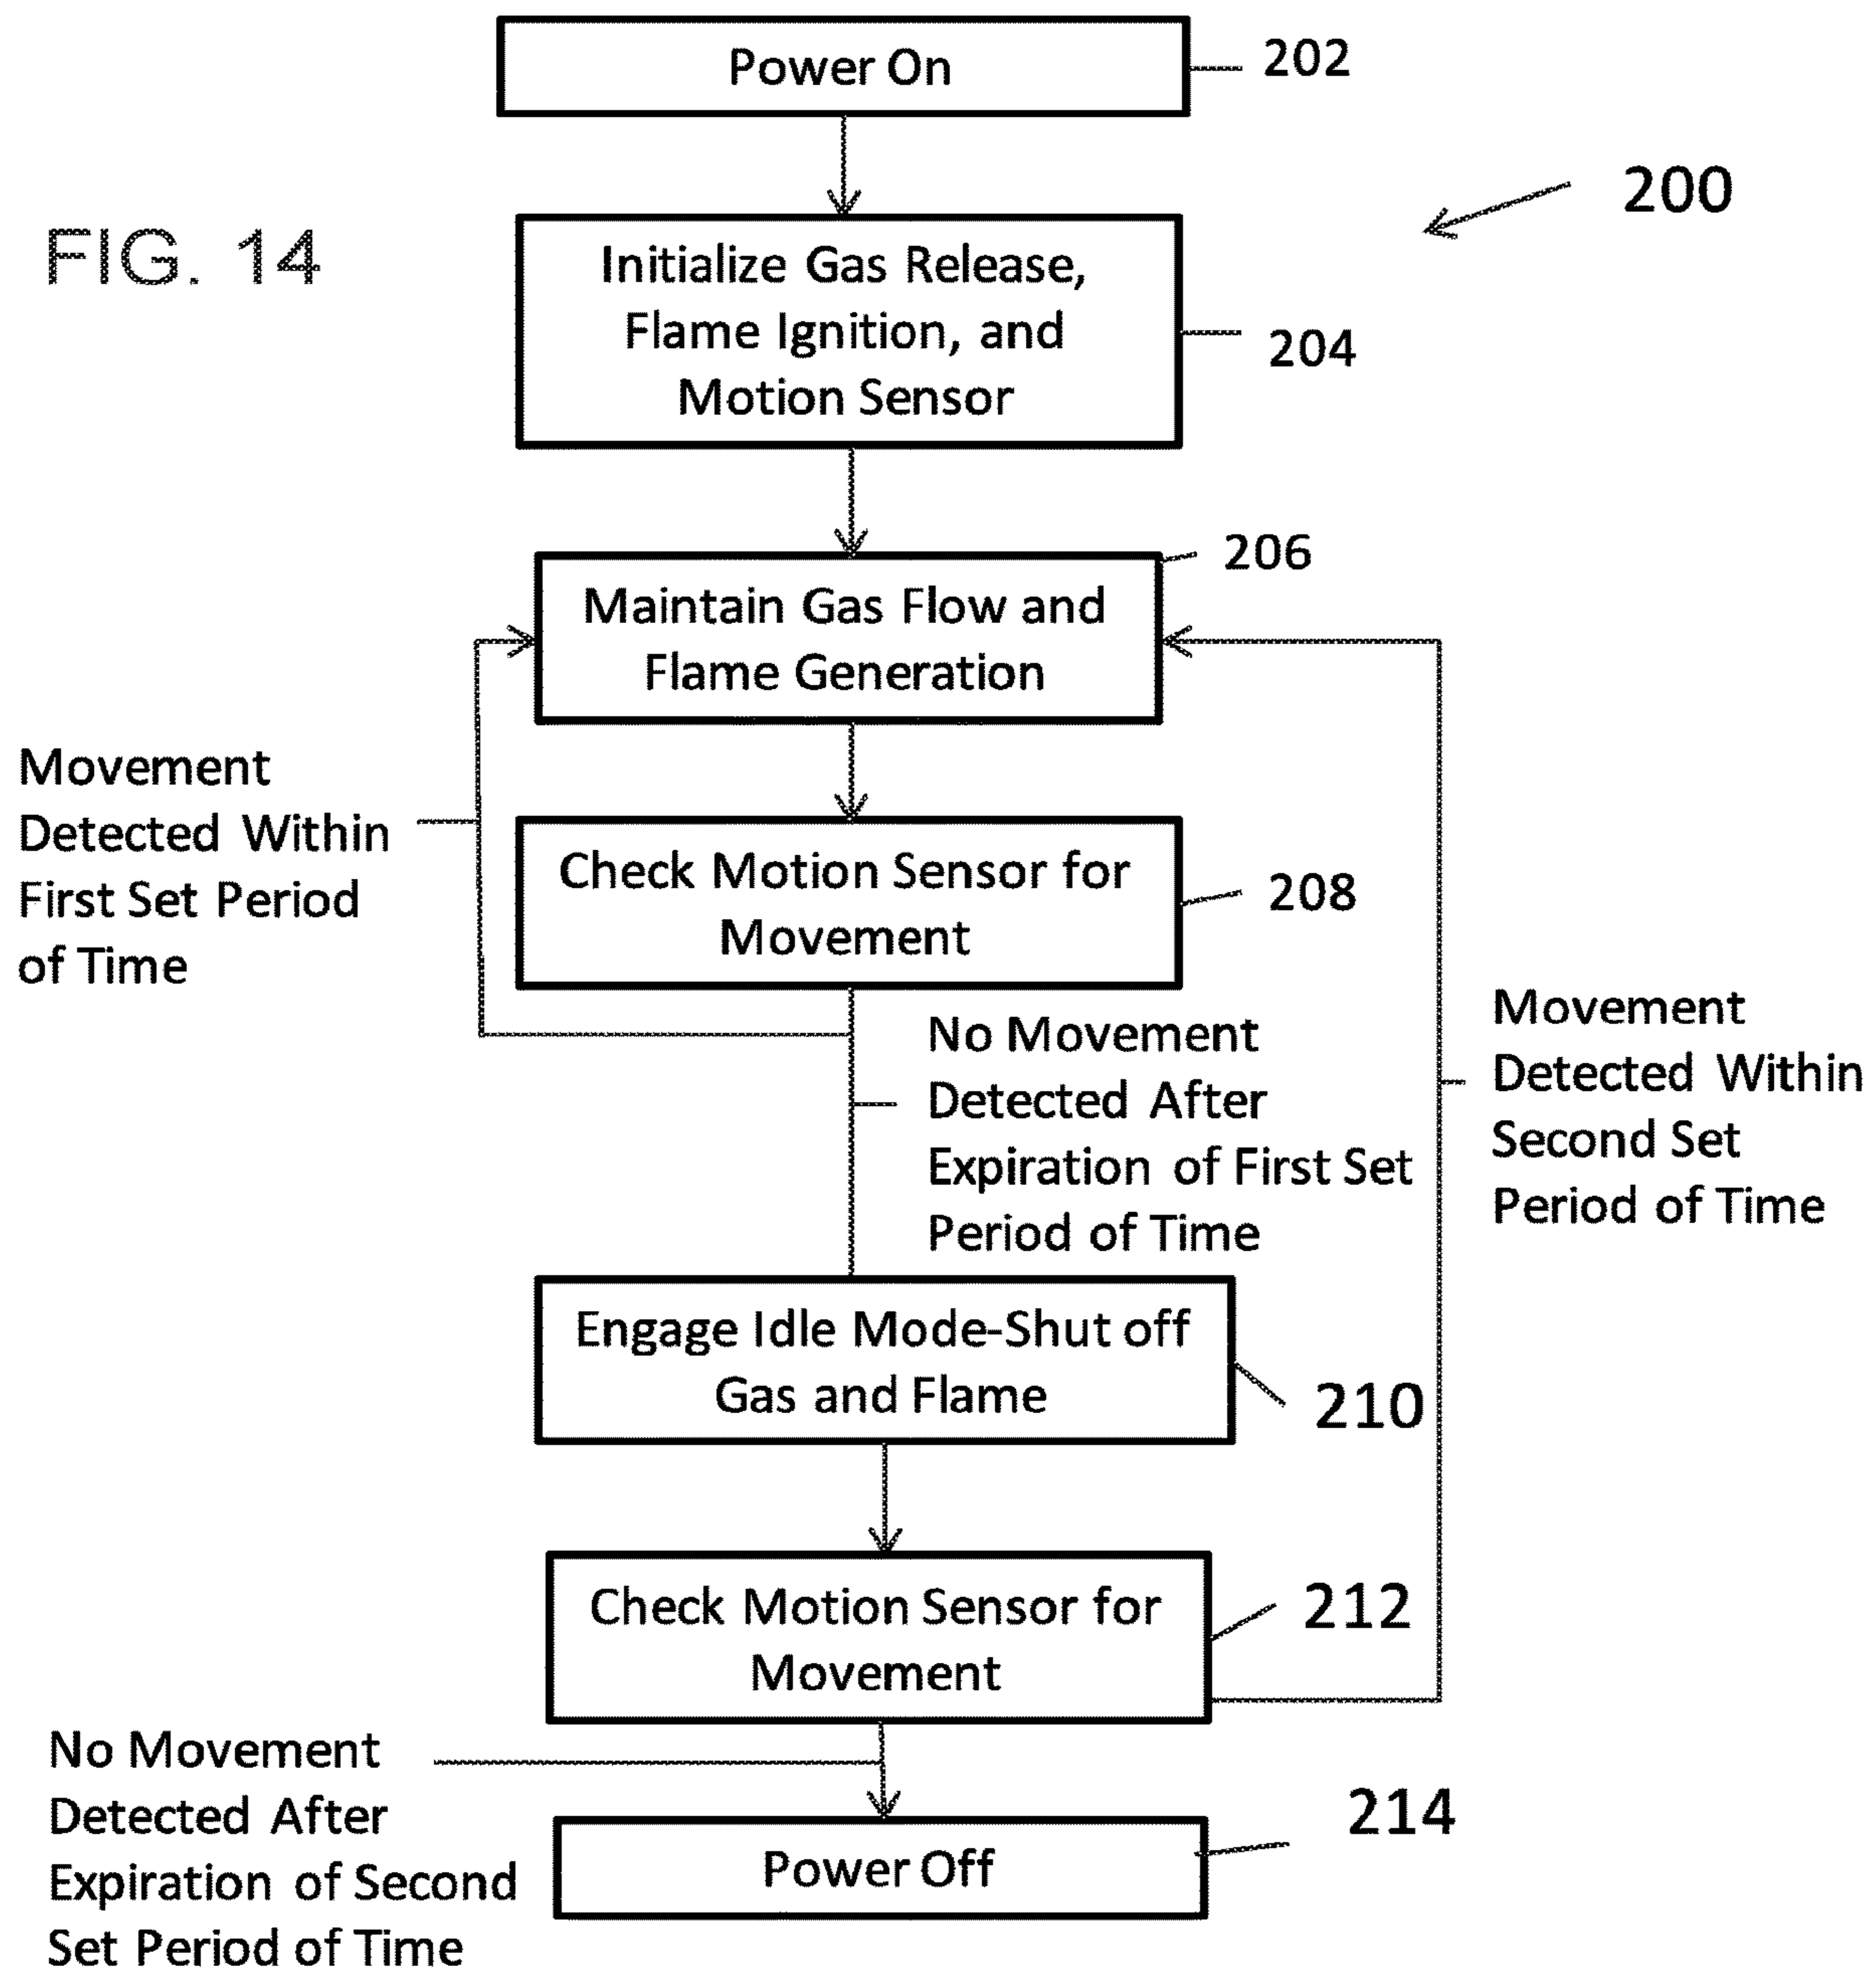 Power On
202
200
FIG. 14
Initialize Gas Release,
Flame Ignition, and
Motion Sensor
204
206
Maintain Gas Flow and
Flame Generation
Movement
Detected Within
First Set Period
of Time
Check Motion Sensor for
Movement
208
No Movement
Detected After
Expiration of First Set
Period of Time
Movement
Detected Within
Second Set
Period of Time
Engage Idle Mode-Shut off
Gas and Flame
210
Check Motion Sensor for
Movement
212
No Movement
Detected After
Expiration of Second
Set Period of Time
214
Power Off